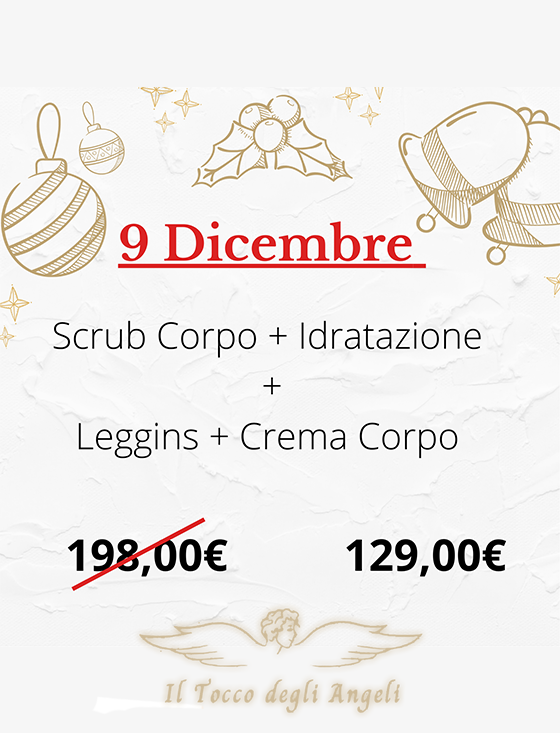 9 Dicembre
Scrub Corpo + Idratazione
+
Leggins + Crema Corpo
198,00€ 129,00€
Il Tocco degli Angeli